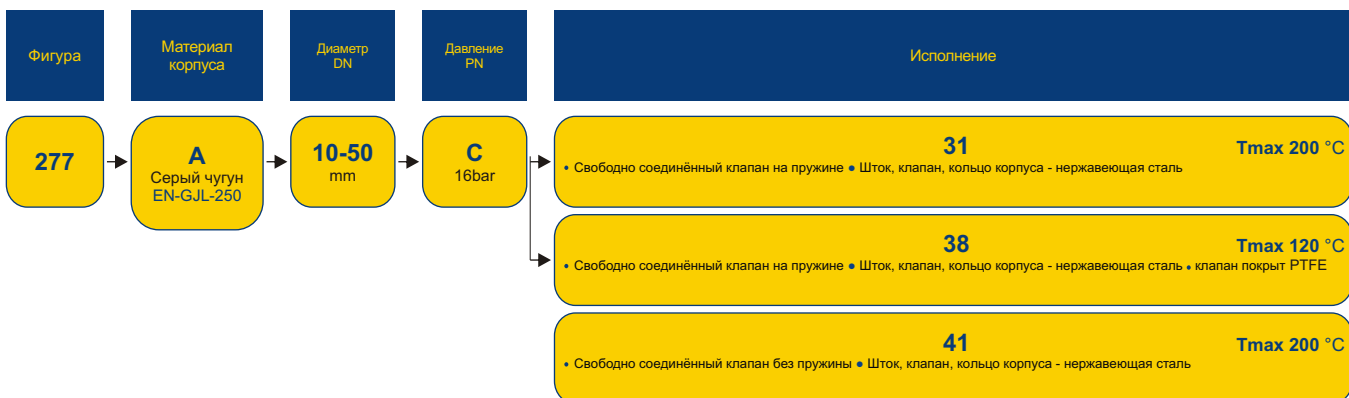 Фигура
Материал
корпуса
Диаметр
DN
Давление
PN
Исполнение
277
A
Серый чугун
EN-GJL-250
10-50
mm
C
16bar
31
Tmax 200 °C
• Свободно соединённый клапан на пружине • Шток, клапан, кольцо корпуса - нержавеющая сталь
38
Tmax 120 °C
• Свободно соединённый клапан на пружине • Шток, клапан, кольцо корпуса - нержавеющая сталь • клапан покрыт PTFE
41
Tmax 200 °C
• Свободно соединённый клапан без пружины • Шток, клапан, кольцо корпуса - нержавеющая сталь